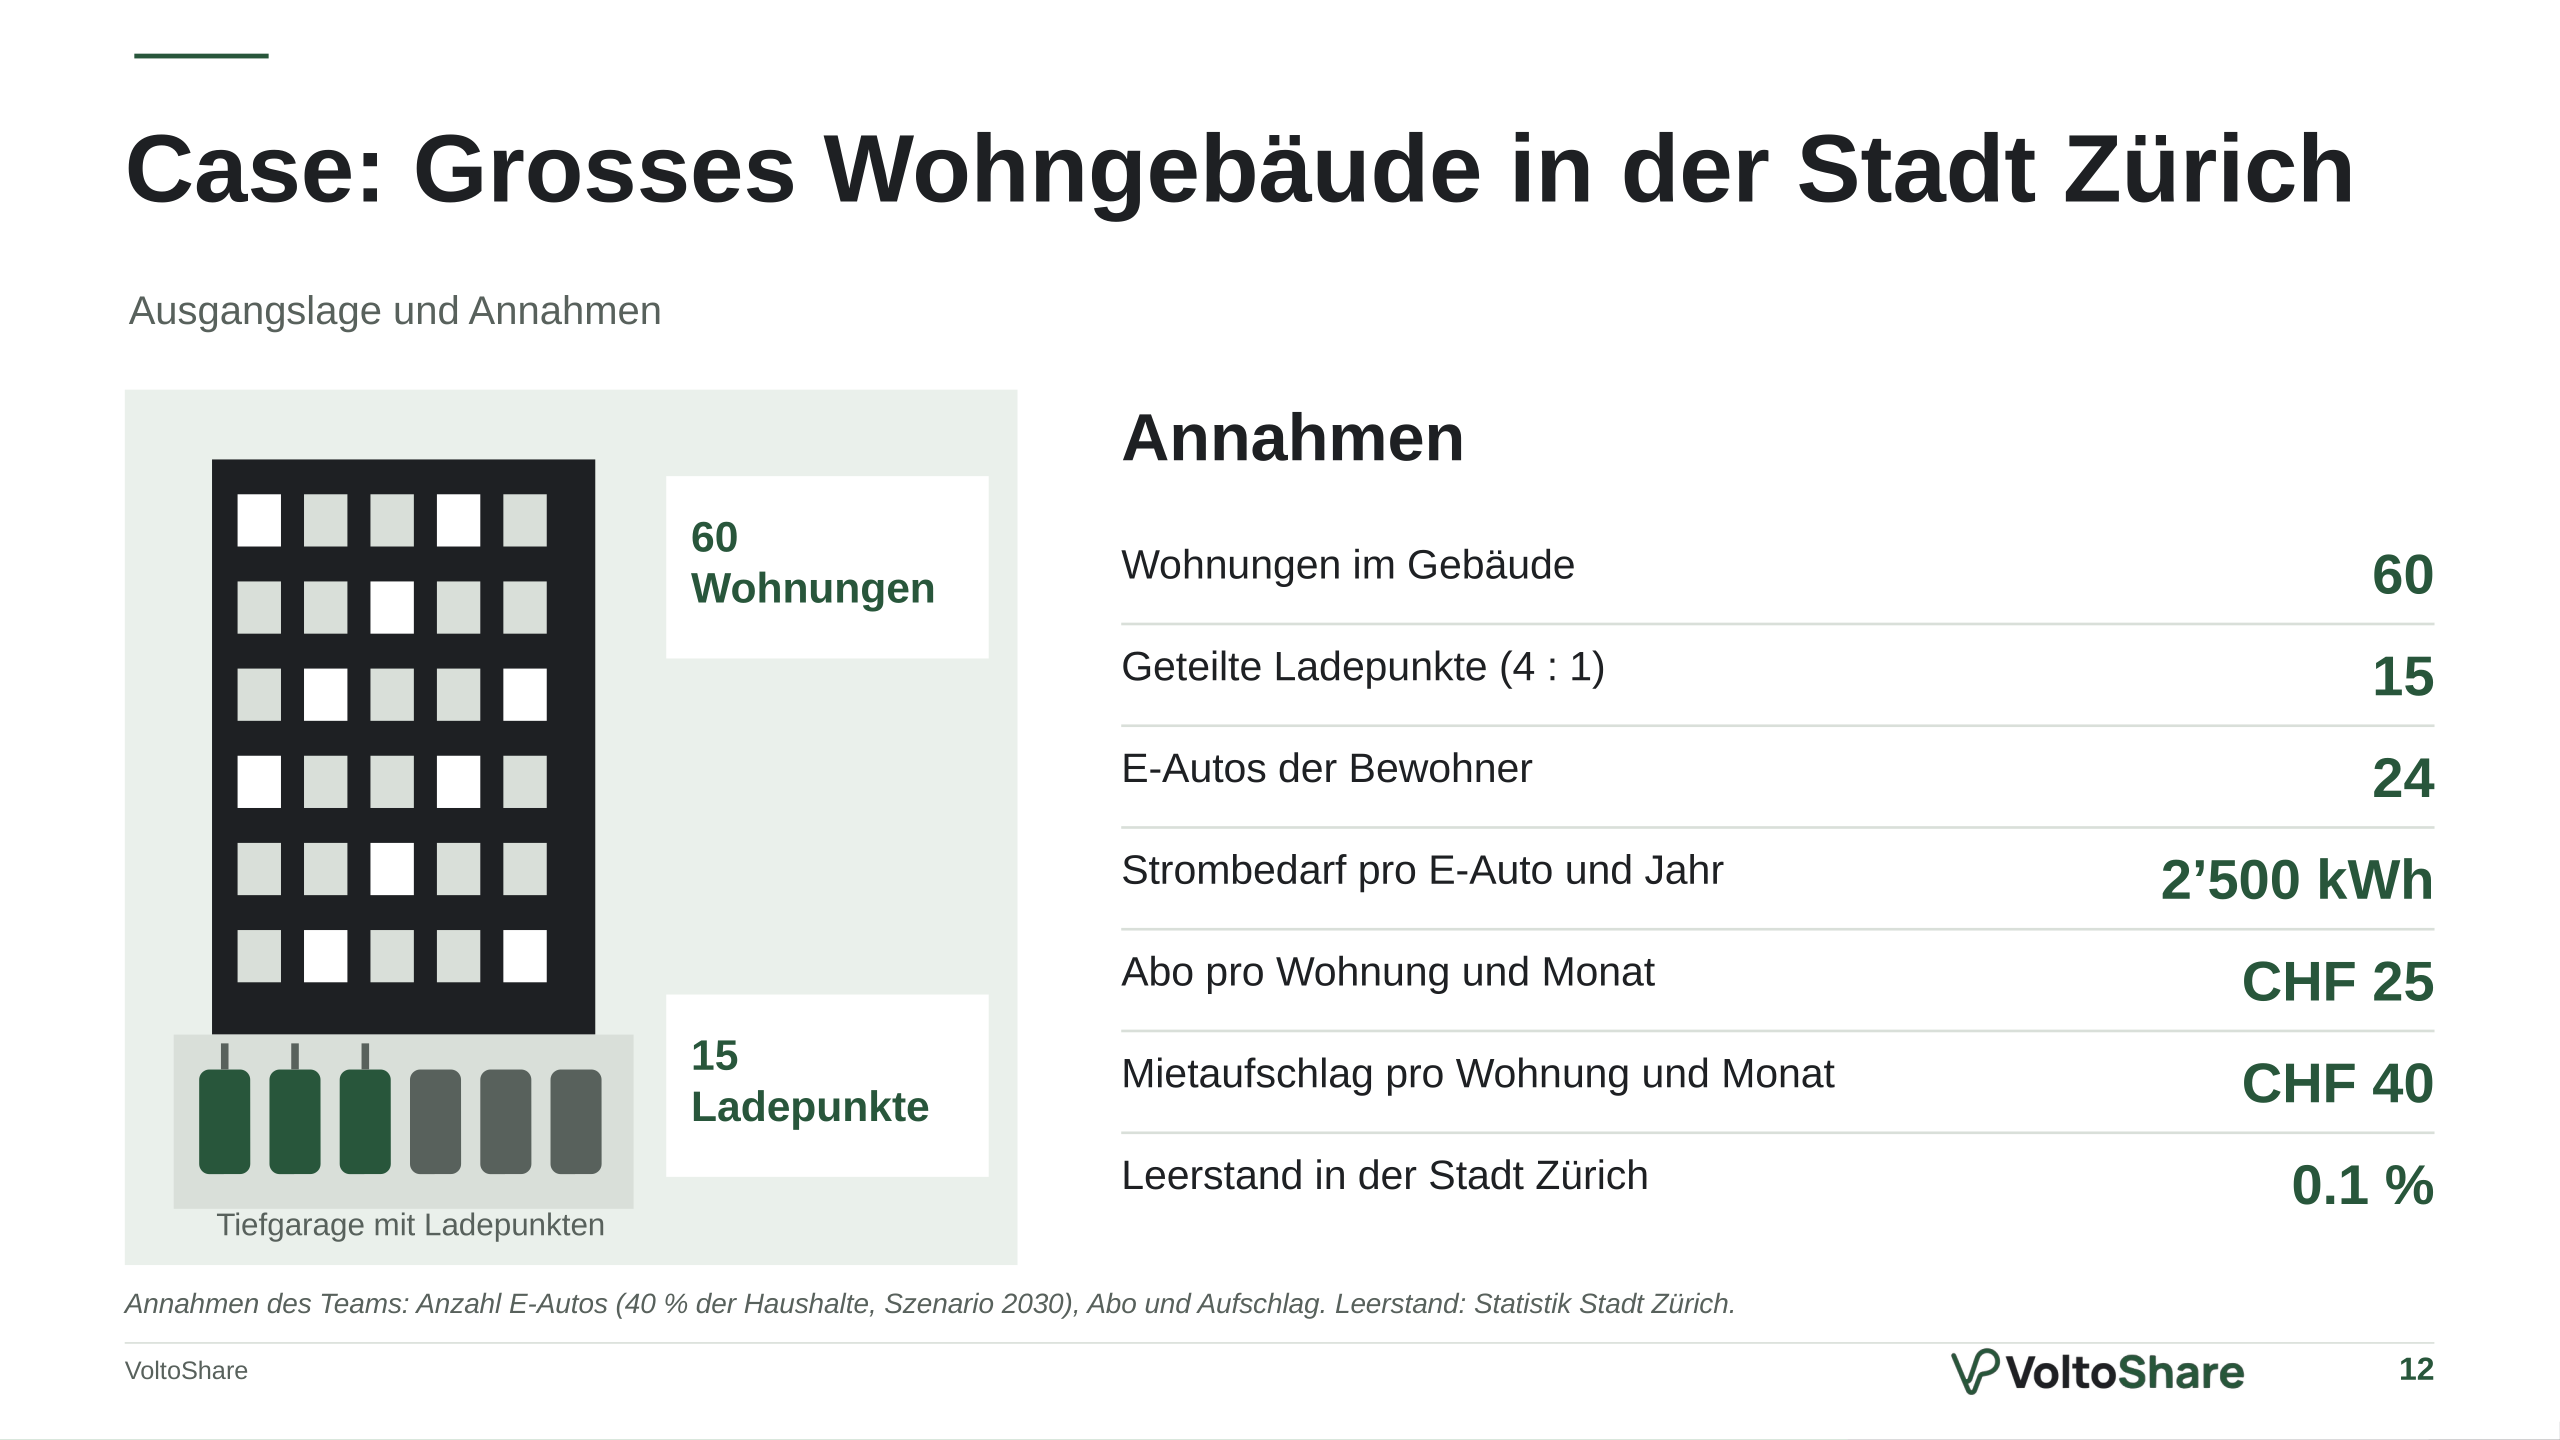 Case: Grosses Wohngebäude in der Stadt Zürich
Ausgangslage und Annahmen
60
Wohnungen
15
Ladepunkte
Tiefgarage mit Ladepunkten
Annahmen
Wohnungen im Gebäude 60
Geteilte Ladepunkte (4 : 1) 15
E-Autos der Bewohner 24
Strombedarf pro E-Auto und Jahr 2’500 kWh
Abo pro Wohnung und Monat CHF 25
Mietaufschlag pro Wohnung und Monat CHF 40
Leerstand in der Stadt Zürich 0.1 %
Annahmen des Teams: Anzahl E-Autos (40 % der Haushalte, Szenario 2030), Abo und Aufschlag. Leerstand: Statistik Stadt Zürich.
VoltoShare
VoltoShare
12